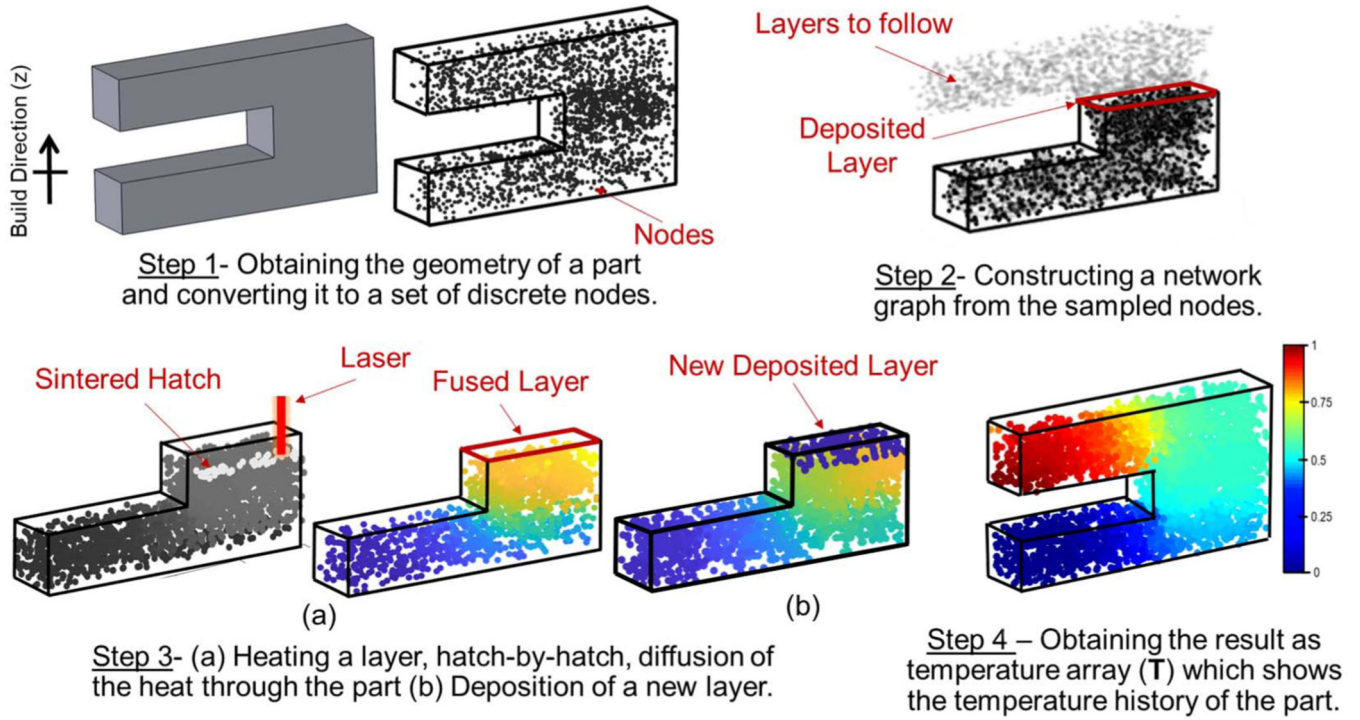 Build Direction (z)
Nodes
Step 1- Obtaining the geometry of a part
and converting it to a set of discrete nodes.
Layers to follow
Deposited
Layer
Step 2- Constructing a network
graph from the sampled nodes.
Sintered Hatch
Laser
Fused Layer
(a)
New Deposited Layer
(b)
Step 3- (a) Heating a layer, hatch-by-hatch, diffusion of
the heat through the part (b) Deposition of a new layer.
1
0.75
0.5
0.25
0
Step 4 – Obtaining the result as
temperature array (T) which shows
the temperature history of the part.